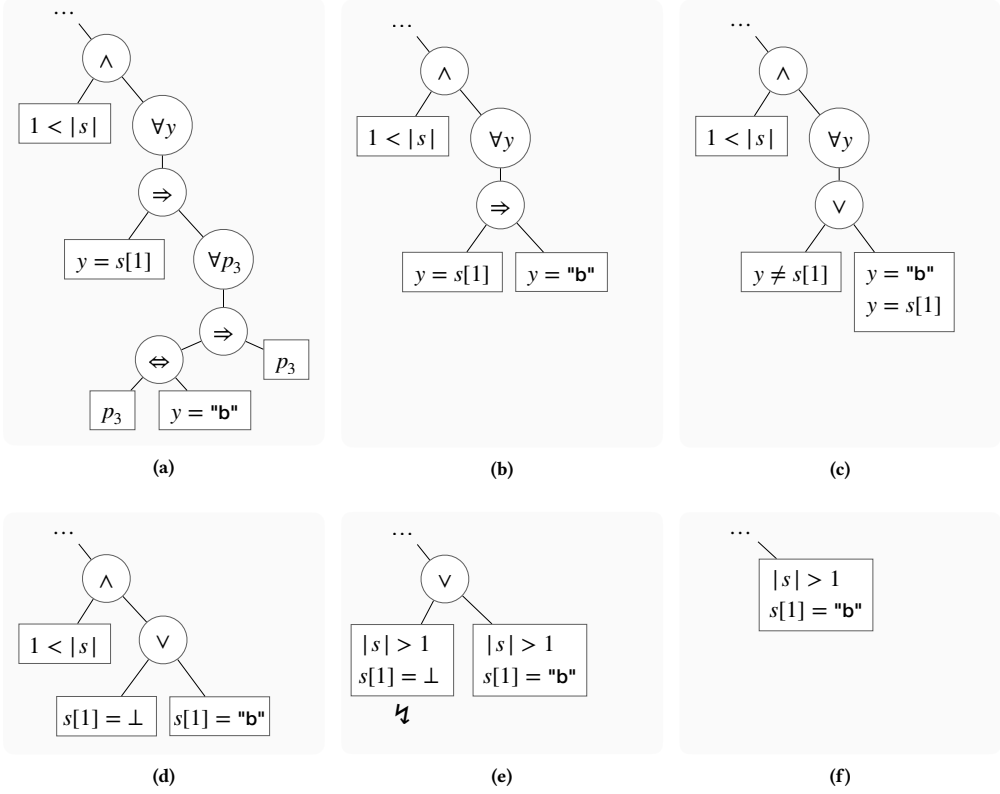 ...
∧
1 < |s|
∀y
⇒
y = s[1]
∀p₃
⇒
⇔
p₃
p₃
y = "b"
(a)
...
∧
1 < |s|
∀y
⇒
y = s[1]
y = "b"
(b)
...
∧
1 < |s|
∀y
∨
y ≠ s[1]
y = "b"
y = s[1]
(c)
...
∧
1 < |s|
∨
s[1] = ⊥
s[1] = "b"
(d)
...
∨
|s| > 1
s[1] = ⊥
↯
|s| > 1
s[1] = "b"
(e)
...
|s| > 1
s[1] = "b"
(f)